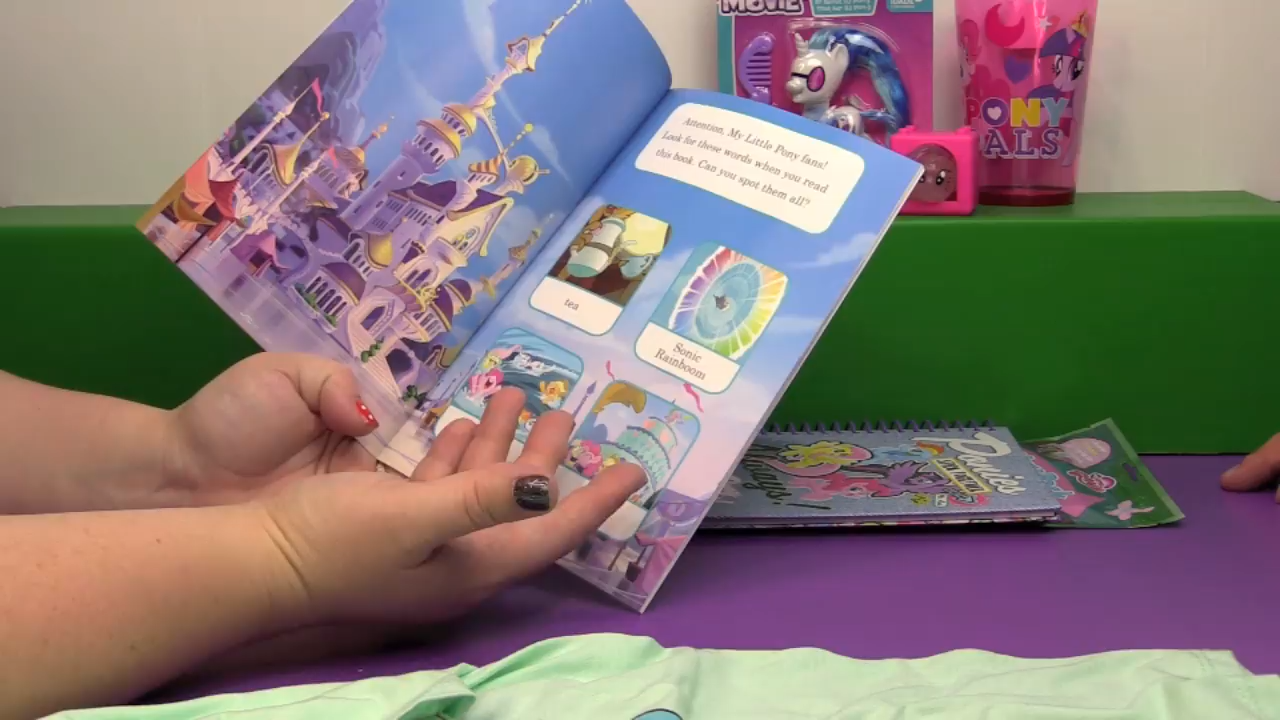 MOVIE
PONY
PALS
Attention, My Little Pony fans!
Look for these words when you read
this book. Can you spot them all?
tea
Sonic
Rainboom
Ponies